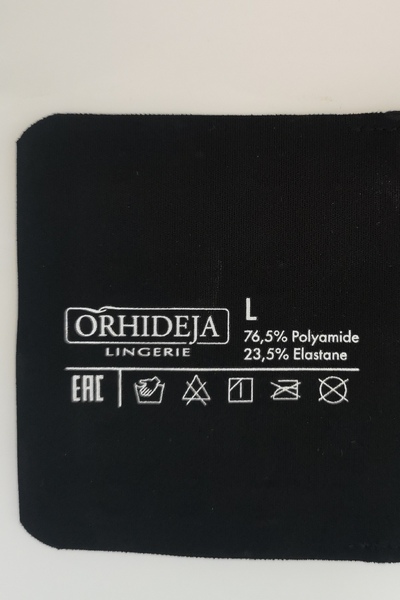 ORHIDEJA
LINGERIE
L
76,5% Polyamide
23,5% Elastane
EAC